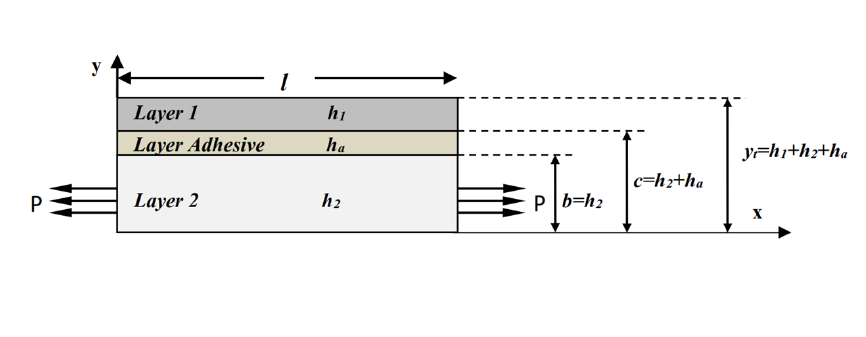 y
l
Layer 1 h₁
Layer Adhesive hₐ
yₜ=h₁+h₂+hₐ
c=h₂+hₐ
P
Layer 2 h₂
P
b=h₂
x